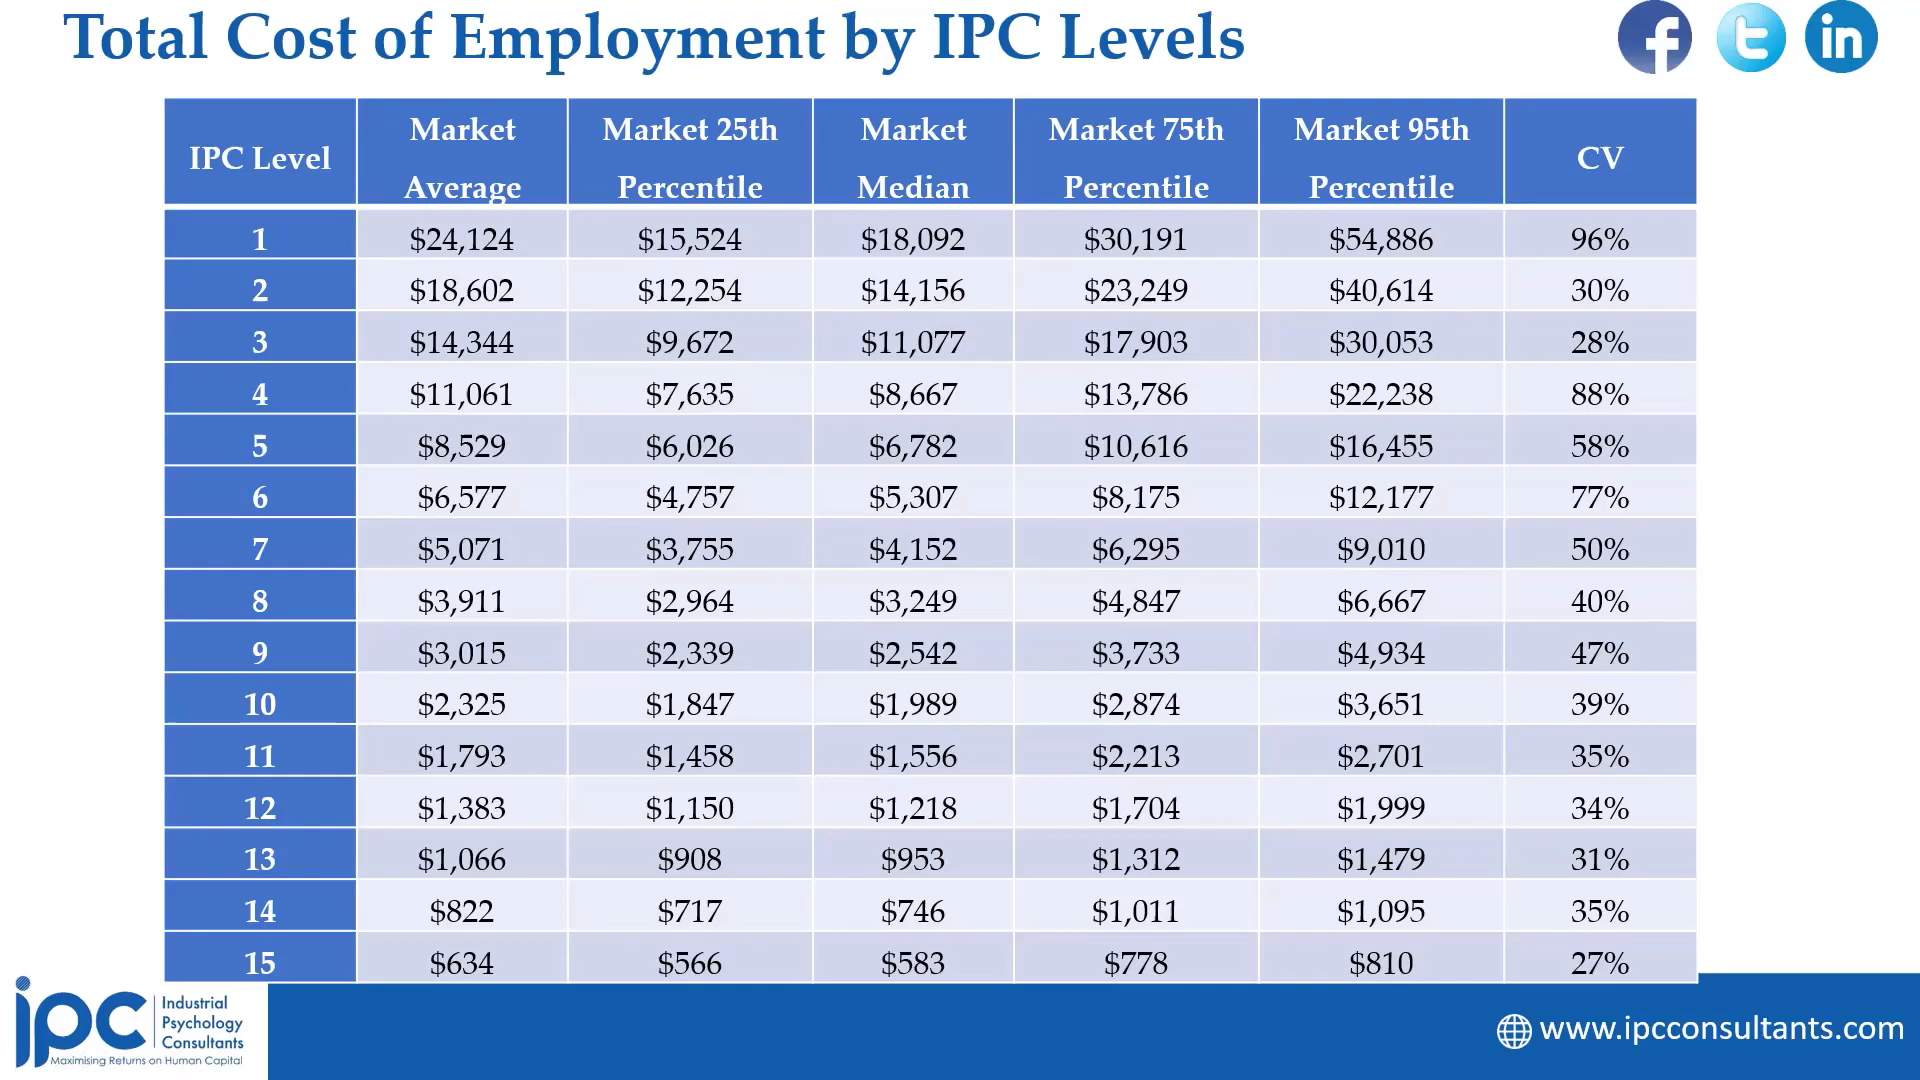 Total Cost of Employment by IPC Levels
f t in
IPC Level Market Average Market 25th Percentile Market Median Market 75th Percentile Market 95th Percentile CV
1 $24,124 $15,524 $18,092 $30,191 $54,886 96%
2 $18,602 $12,254 $14,156 $23,249 $40,614 30%
3 $14,344 $9,672 $11,077 $17,903 $30,053 28%
4 $11,061 $7,635 $8,667 $13,786 $22,238 88%
5 $8,529 $6,026 $6,782 $10,616 $16,455 58%
6 $6,577 $4,757 $5,307 $8,175 $12,177 77%
7 $5,071 $3,755 $4,152 $6,295 $9,010 50%
8 $3,911 $2,964 $3,249 $4,847 $6,667 40%
9 $3,015 $2,339 $2,542 $3,733 $4,934 47%
10 $2,325 $1,847 $1,989 $2,874 $3,651 39%
11 $1,793 $1,458 $1,556 $2,213 $2,701 35%
12 $1,383 $1,150 $1,218 $1,704 $1,999 34%
13 $1,066 $908 $953 $1,312 $1,479 31%
14 $822 $717 $746 $1,011 $1,095 35%
15 $634 $566 $583 $778 $810 27%
ipc
Industrial
Psychology
Consultants
Maximising Returns on Human Capital
www.ipcconsultants.com